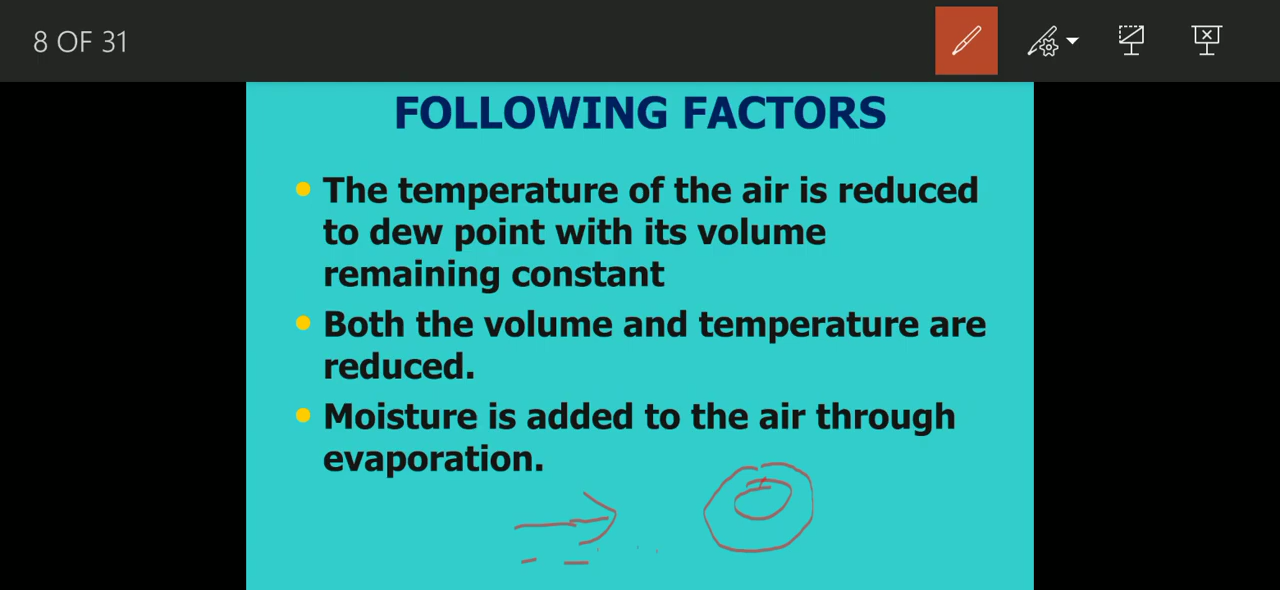 8 OF 31
FOLLOWING FACTORS
• The temperature of the air is reduced
to dew point with its volume
remaining constant
• Both the volume and temperature are
reduced.
• Moisture is added to the air through
evaporation.